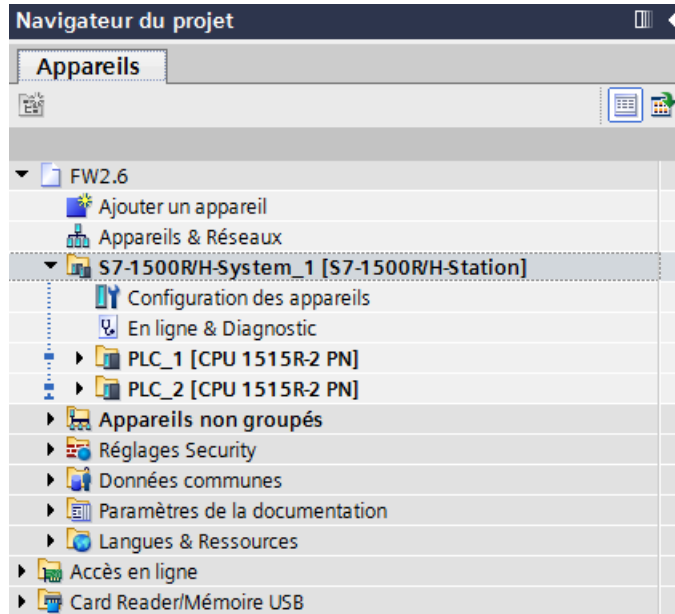 Navigateur du projet
Appareils
FW2.6
Ajouter un appareil
Appareils & Réseaux
S7-1500R/H-System_1 [S7-1500R/H-Station]
Configuration des appareils
En ligne & Diagnostic
PLC_1 [CPU 1515R-2 PN]
PLC_2 [CPU 1515R-2 PN]
Appareils non groupés
Réglages Security
Données communes
Paramètres de la documentation
Langues & Ressources
Accès en ligne
Card Reader/Mémoire USB